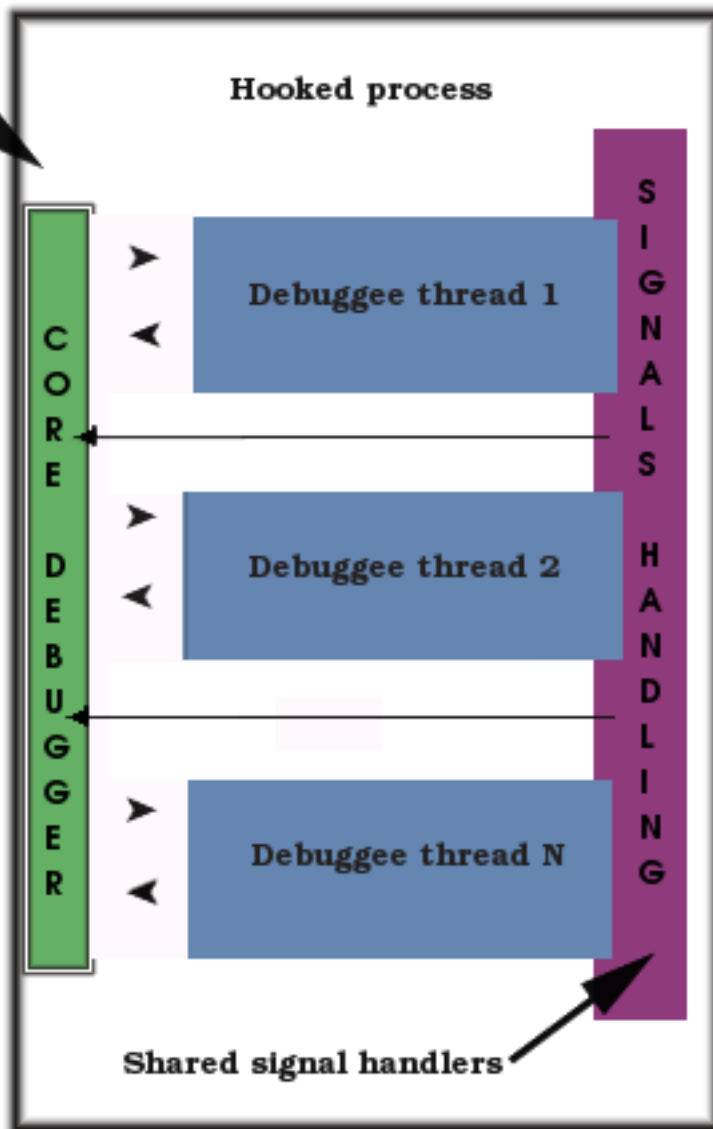 Hooked process
CORE DEBUGGER
Debuggee thread 1
Debuggee thread 2
Debuggee thread N
SIGNALS HANDLING
Shared signal handlers